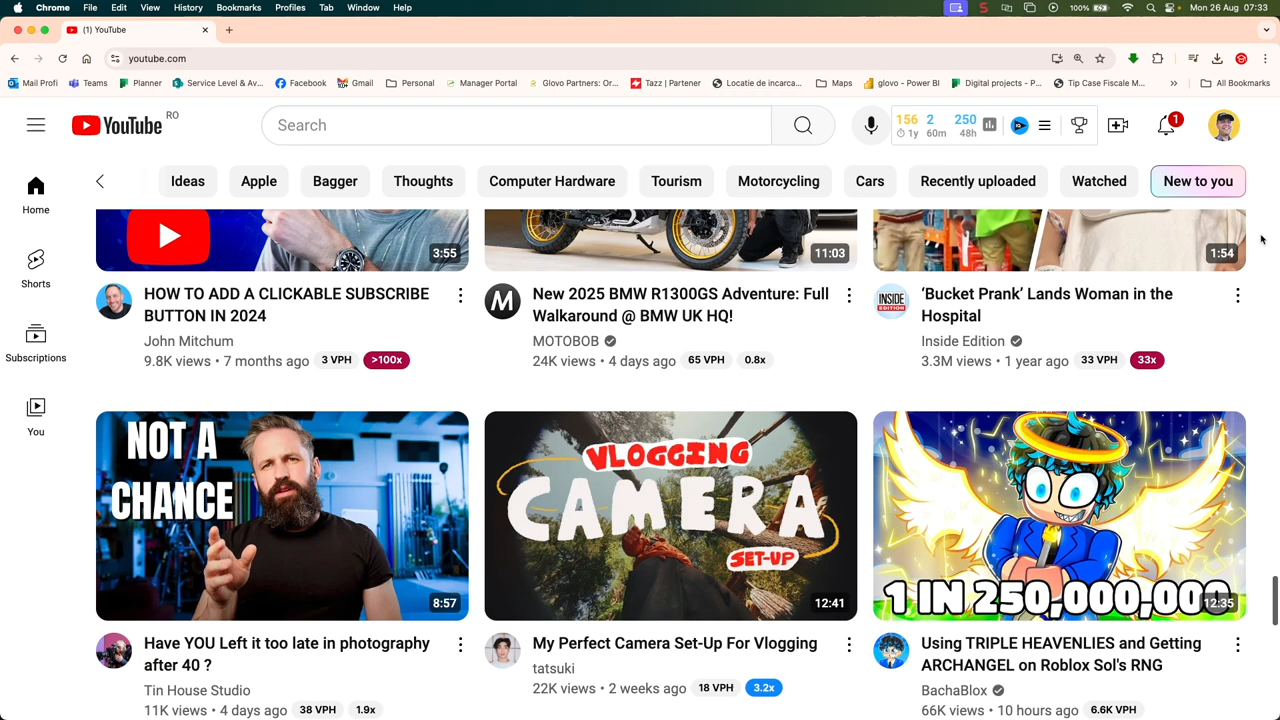 Chrome File Edit View History Bookmarks Profiles Tab Window Help
100% Mon 26 Aug 07:33
(1) YouTube
youtube.com
Mail Profi Teams Planner Service Level & Av... Facebook Gmail Personal Manager Portal Glovo Partners: Or... Tazz | Partener Locatie de incarca... Maps glovo - Power BI Digital projects - P... Tip Case Fiscale M... » All Bookmarks
YouTube RO
Search
156 2 250
1y 60m 48h
1
Ideas Apple Bagger Thoughts Computer Hardware Tourism Motorcycling Cars Recently uploaded Watched New to you
Home
Shorts
Subscriptions
You
3:55
HOW TO ADD A CLICKABLE SUBSCRIBE
BUTTON IN 2024
John Mitchum
9.8K views • 7 months ago 3 VPH >100x
11:03
M
New 2025 BMW R1300GS Adventure: Full
Walkaround @ BMW UK HQ!
MOTOBOB
24K views • 4 days ago 65 VPH 0.8x
1:54
INSIDE
EDITION
‘Bucket Prank’ Lands Woman in the
Hospital
Inside Edition
3.3M views • 1 year ago 33 VPH 33x
NOT A
CHANCE
8:57
Have YOU Left it too late in photography
after 40 ?
Tin House Studio
11K views • 4 days ago 38 VPH 1.9x
VLOGGING
CAMERA
SET-UP
12:41
My Perfect Camera Set-Up For Vlogging
tatsuki
22K views • 2 weeks ago 18 VPH 3.2x
1 IN 250,000,000
12:35
Using TRIPLE HEAVENLIES and Getting
ARCHANGEL on Roblox Sol's RNG
BachaBlox
66K views • 10 hours ago 6.6K VPH